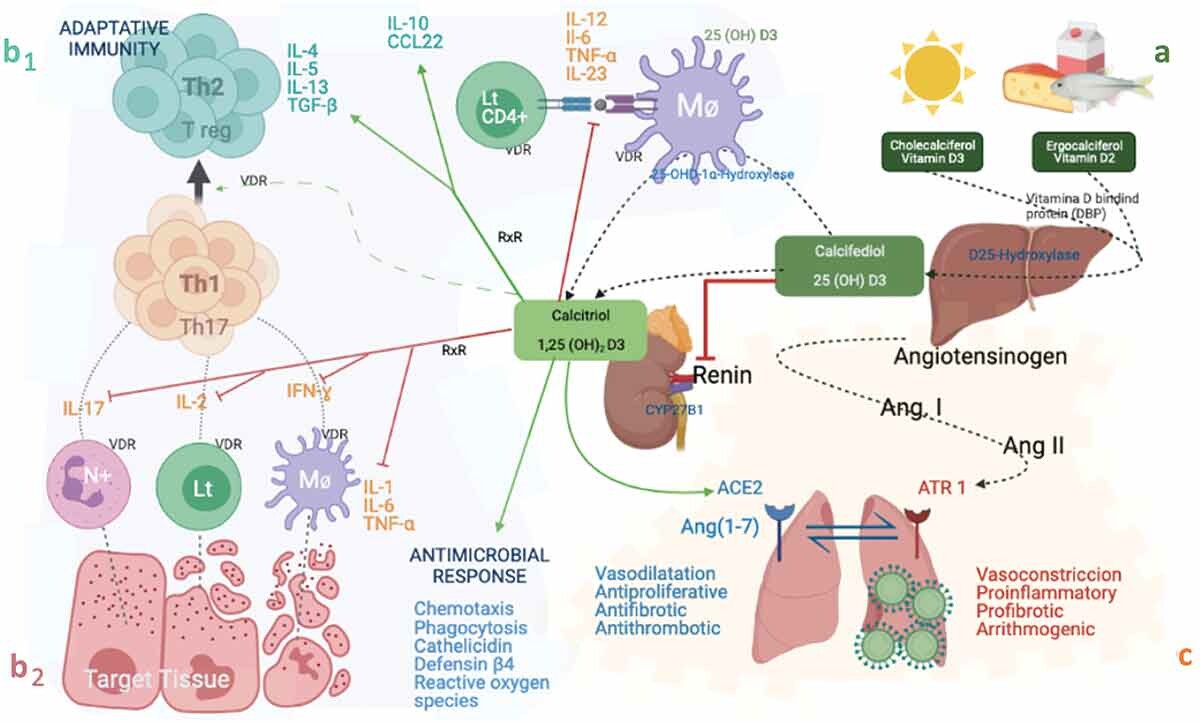 b1
ADAPTATIVE
IMMUNITY
Th2
T reg
IL-4
IL-5
IL-13
TGF-β
IL-10
CCL22
IL-12
Il-6
TNF-α
IL-23
Lt
CD4+
VDR
Mø
25 (OH) D3
VDR
25-OHD-1α-Hydroxylase
a
Cholecalciferol
Vitamin D3
Ergocalciferol
Vitamin D2
Vitamina D bindind
protein (DBP)
D25-Hydroxylase
Calcifediol
25 (OH) D3
VDR
RxR
Th1
Th17
Calcitriol
1,25 (OH)₂ D3
RxR
Renin
CYP27B1
Angiotensinogen
Ang. I
Ang II
IL-17
IL-2
IFN-ɣ
VDR
VDR
VDR
N+
Lt
Mø
IL-1
IL-6
TNF-α
ACE2
ATR 1
Ang(1-7)
ANTIMICROBIAL
RESPONSE
Chemotaxis
Phagocytosis
Cathelicidin
Defensin β4
Reactive oxygen
species
Vasodilatation
Antiproliferative
Antifibrotic
Antithrombotic
Vasoconstriccion
Proinflammatory
Profibrotic
Arrithmogenic
b2
Target Tissue
c